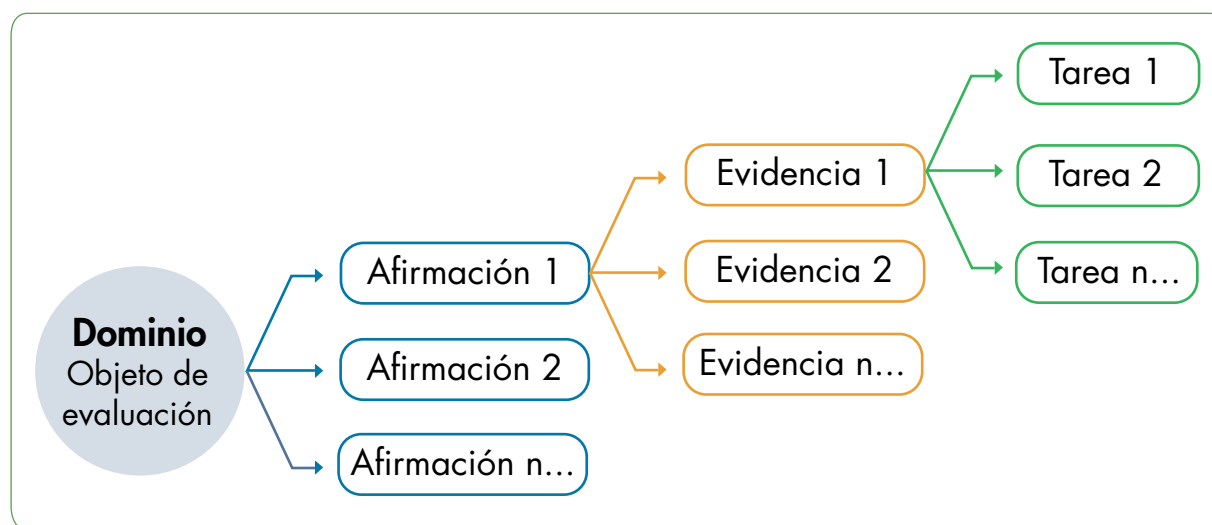 Dominio
Objeto de
evaluación
Afirmación 1
Afirmación 2
Afirmación n...
Evidencia 1
Evidencia 2
Evidencia n...
Tarea 1
Tarea 2
Tarea n...